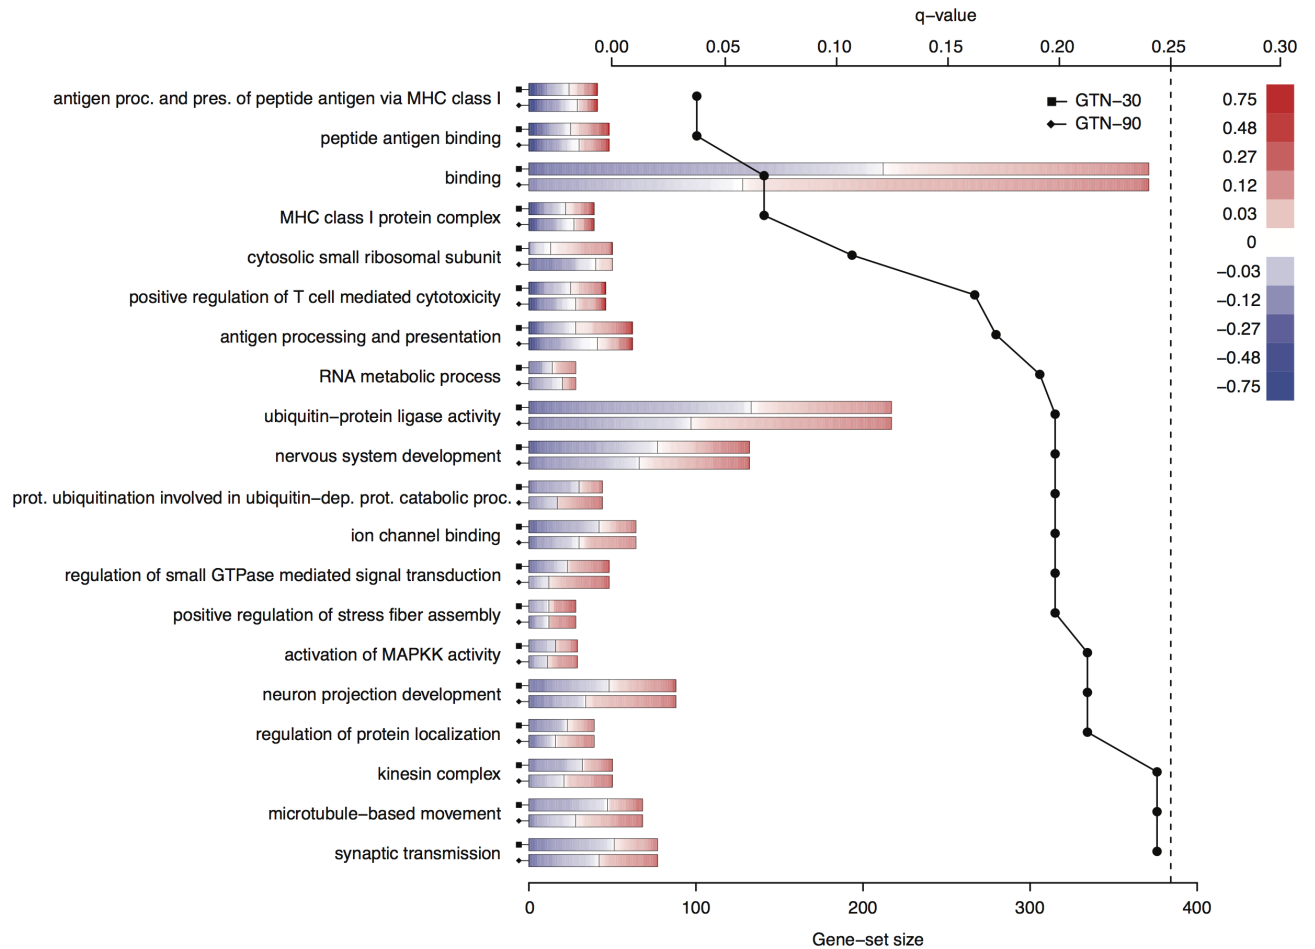 q−value
0.00 0.05 0.10 0.15 0.20 0.25 0.30
antigen proc. and pres. of peptide antigen via MHC class I
peptide antigen binding
binding
MHC class I protein complex
cytosolic small ribosomal subunit
positive regulation of T cell mediated cytotoxicity
antigen processing and presentation
RNA metabolic process
ubiquitin−protein ligase activity
nervous system development
prot. ubiquitination involved in ubiquitin−dep. prot. catabolic proc.
ion channel binding
regulation of small GTPase mediated signal transduction
positive regulation of stress fiber assembly
activation of MAPKK activity
neuron projection development
regulation of protein localization
kinesin complex
microtubule−based movement
synaptic transmission
GTN−30
GTN−90
0.75
0.48
0.27
0.12
0.03
0
−0.03
−0.12
−0.27
−0.48
−0.75
0 100 200 300 400
Gene−set size